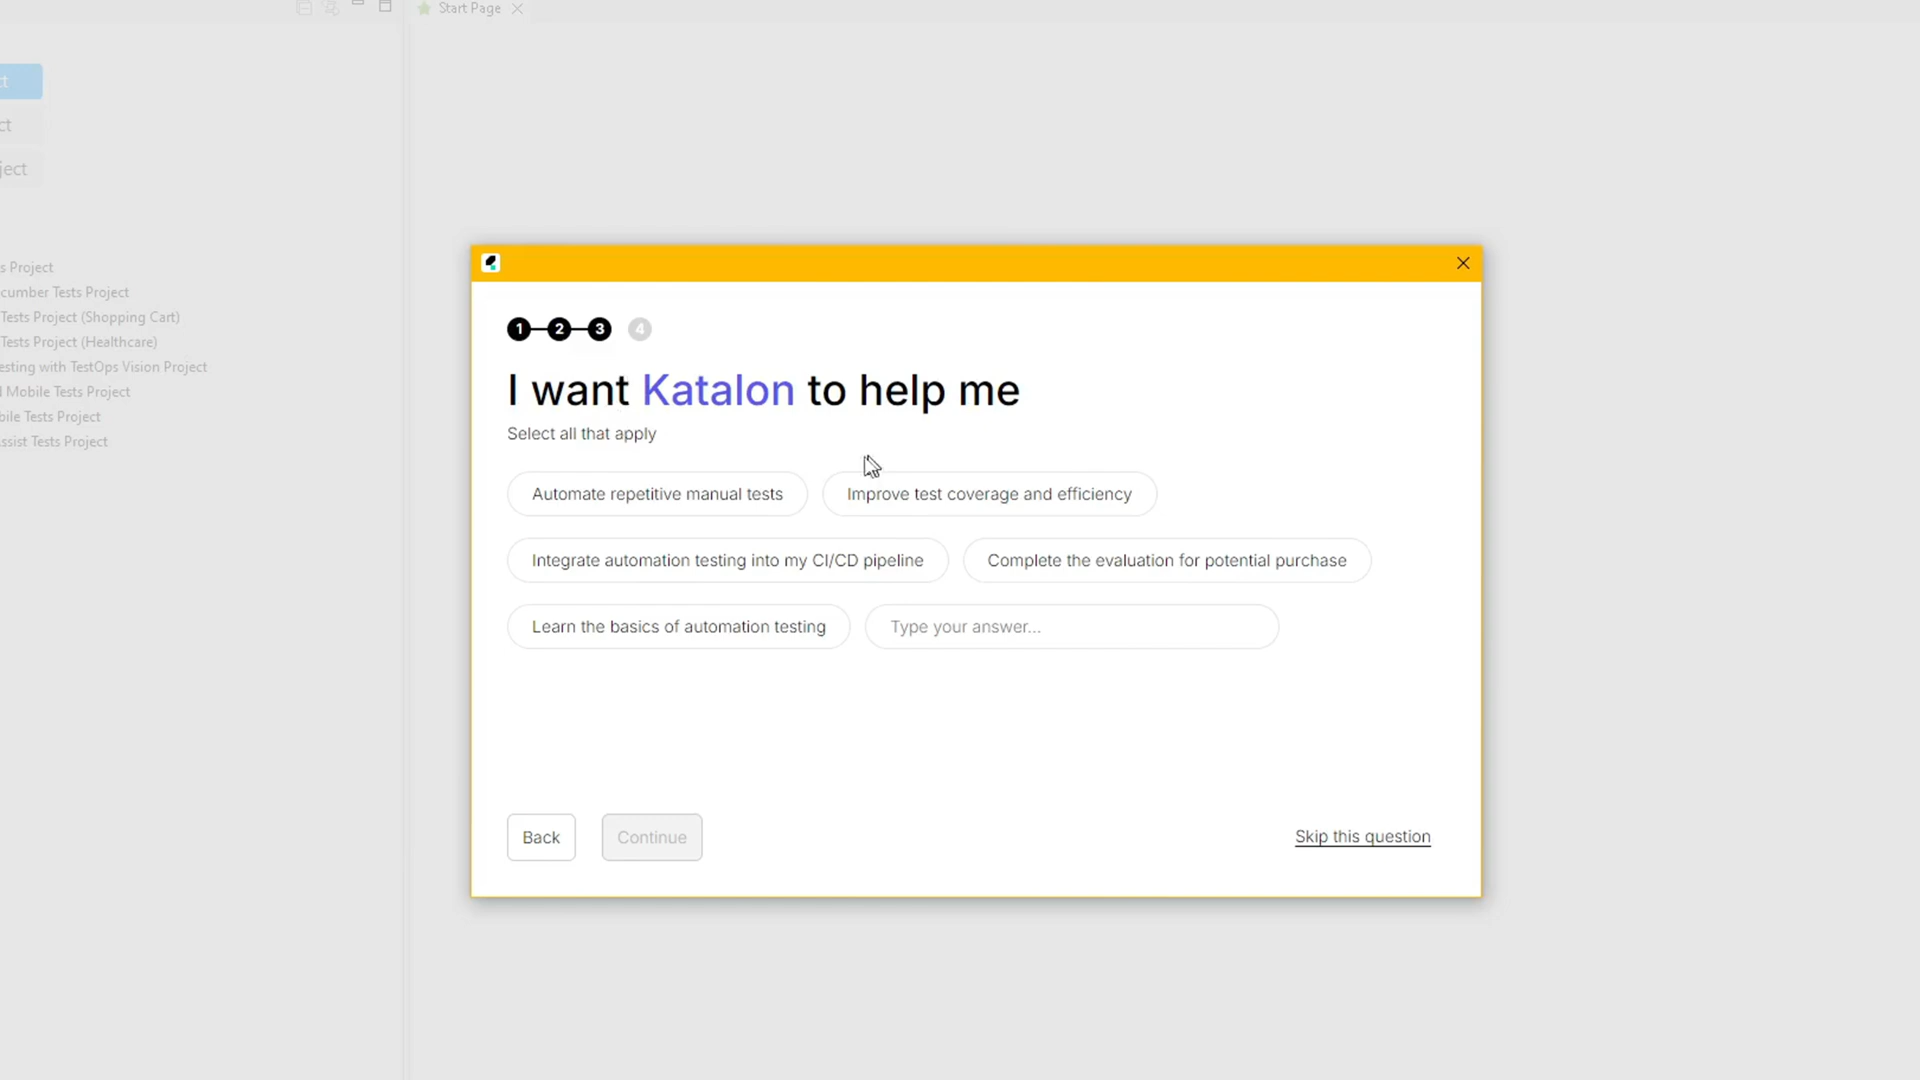 Start Page
ct
ct
ject
s Project
cumber Tests Project
Tests Project (Shopping Cart)
Tests Project (Healthcare)
esting with TestOps Vision Project
l Mobile Tests Project
bile Tests Project
ssist Tests Project
1 2 3 4
I want Katalon to help me
Select all that apply
Automate repetitive manual tests Improve test coverage and efficiency
Integrate automation testing into my CI/CD pipeline Complete the evaluation for potential purchase
Learn the basics of automation testing Type your answer...
Back Continue Skip this question